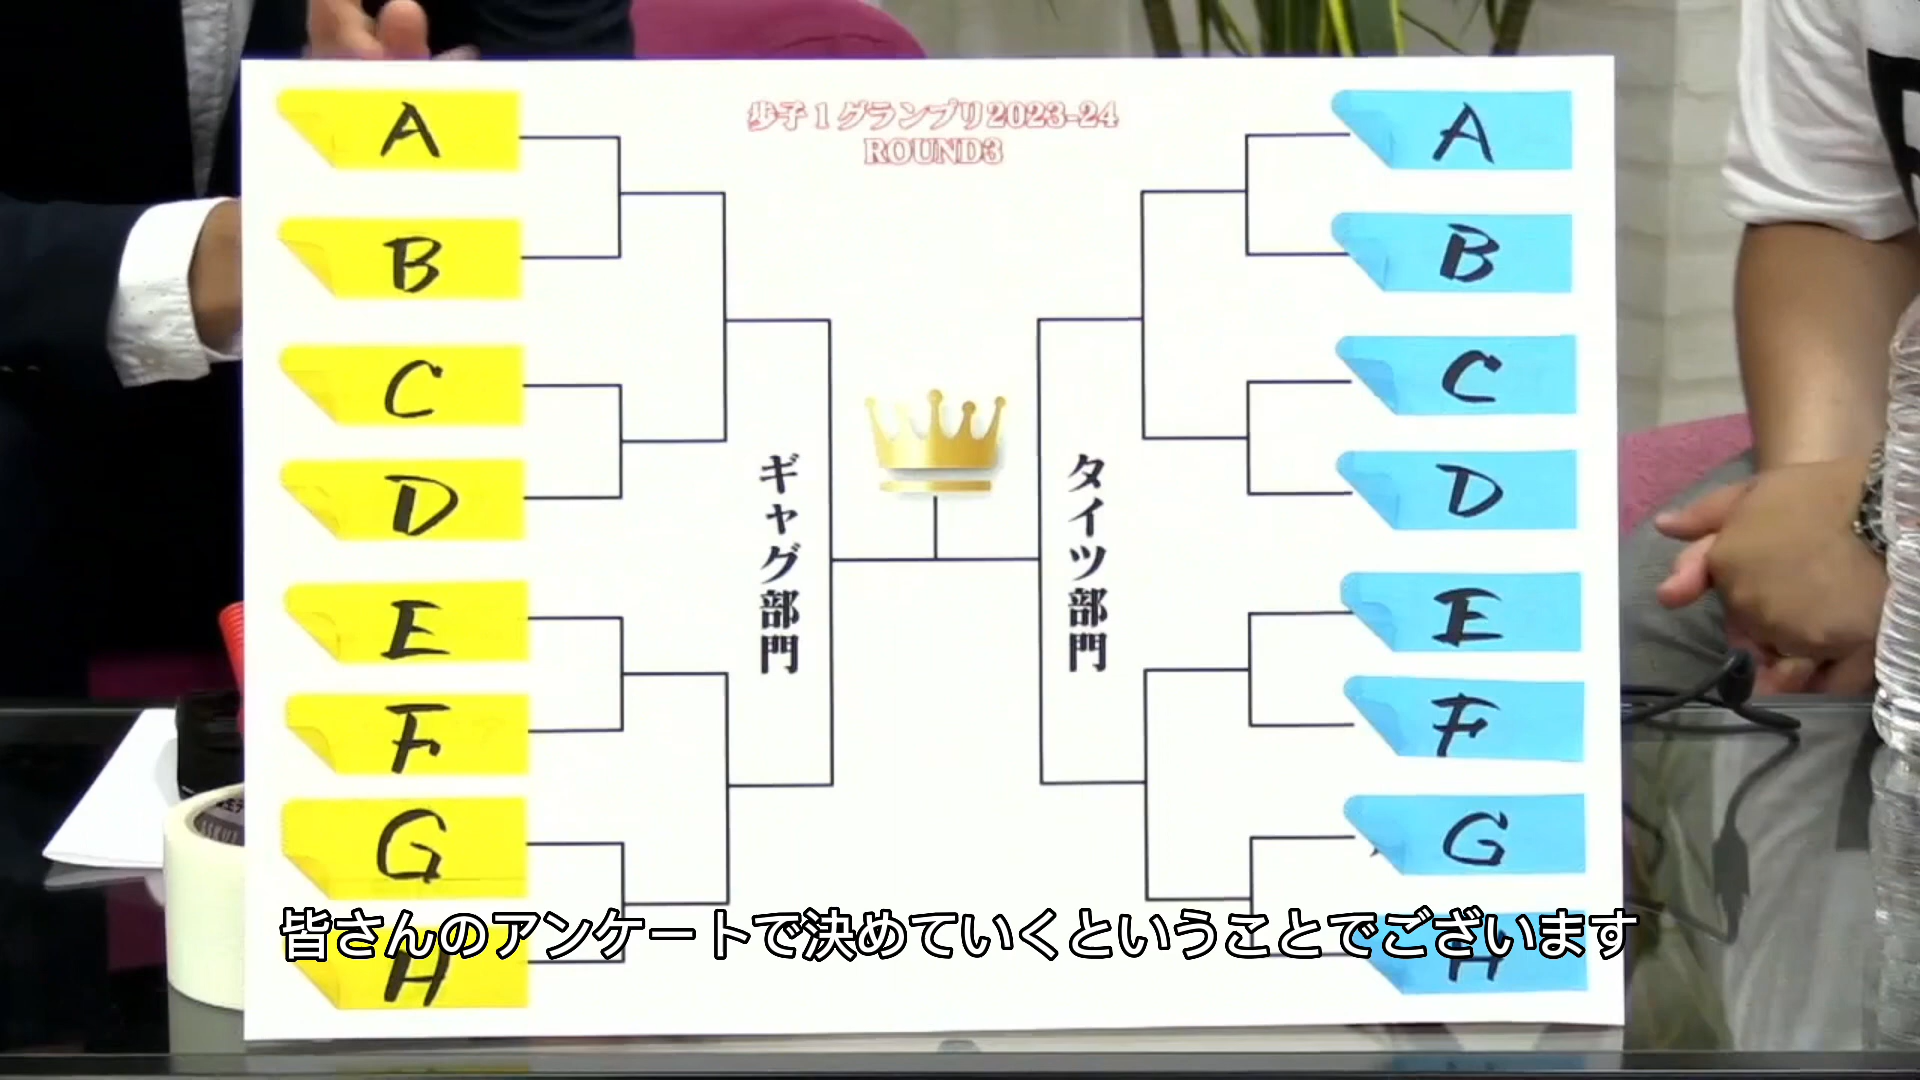 歩子1グランプリ2023-24
ROUND3
A
B
C
D
E
F
G
H
ギャグ部門
タイツ部門
A
B
C
D
E
F
G
H
皆さんのアンケートで決めていくということでございます